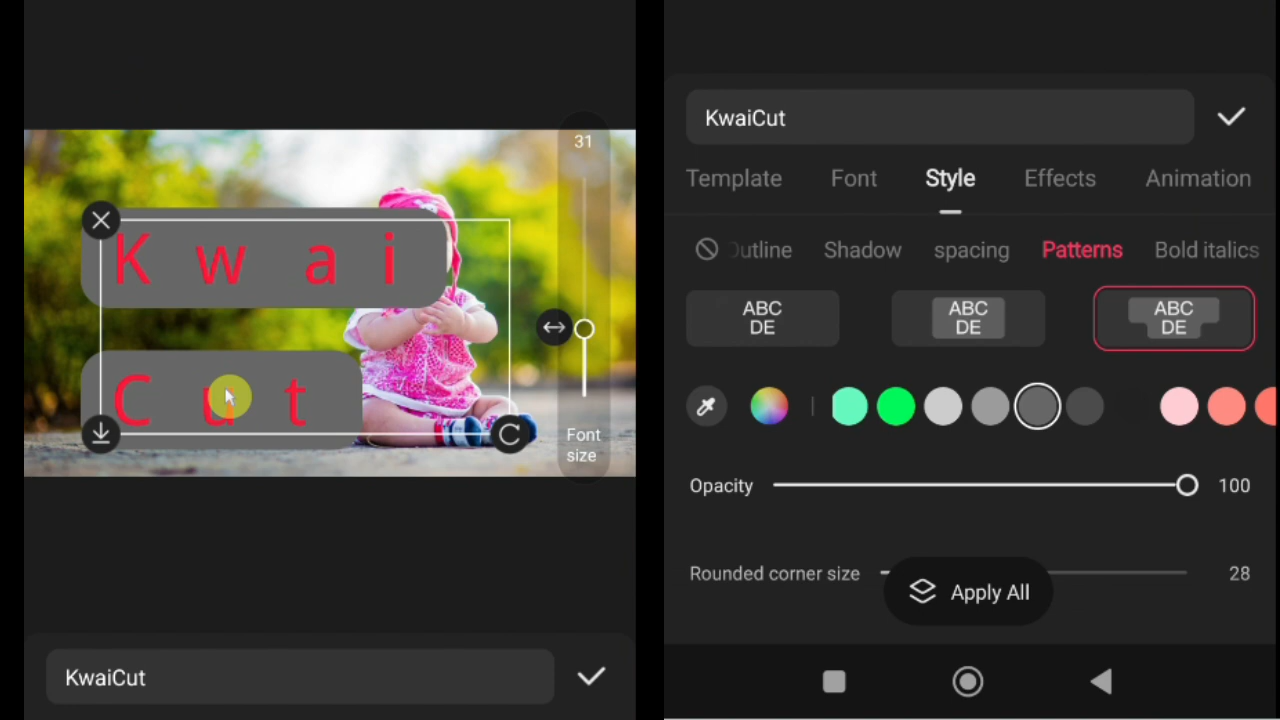 31
K w a i
C u t
Font
size
KwaiCut
KwaiCut
Template Font Style Effects Animation
Outline Shadow spacing Patterns Bold italics
ABC
DE
ABC
DE
ABC
DE
Opacity 100
Rounded corner size 28
Apply All